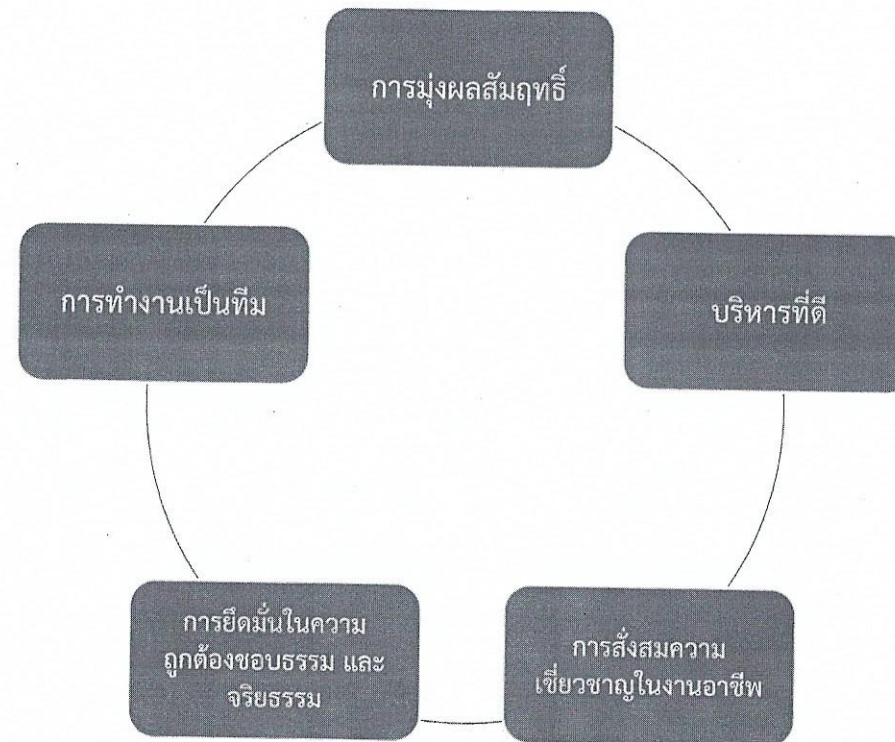 การมุ่งผลสัมฤทธิ์
บริหารที่ดี
การสั่งสมความ
เชี่ยวชาญในงานอาชีพ
การยึดมั่นในความ
ถูกต้องชอบธรรม และ
จริยธรรม
การทำงานเป็นทีม